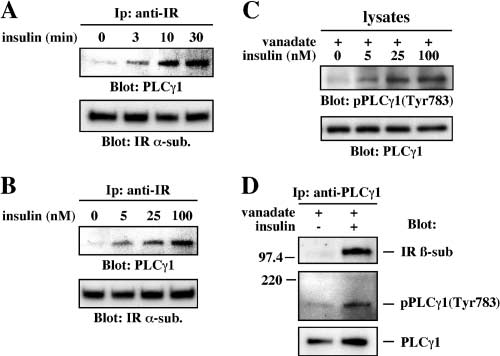 A
Ip: anti-IR
insulin (min) 0 3 10 30
Blot: PLCγ1
Blot: IR α-sub.
B
Ip: anti-IR
insulin (nM) 0 5 25 100
Blot: PLCγ1
Blot: IR α-sub.
C
lysates
vanadate + + + +
insulin (nM) 0 5 25 100
Blot: pPLCγ1(Tyr783)
Blot: PLCγ1
D
Ip: anti-PLCγ1
vanadate + +
insulin - + Blot:
97.4 IR ß-sub
220
pPLCγ1(Tyr783)
PLCγ1